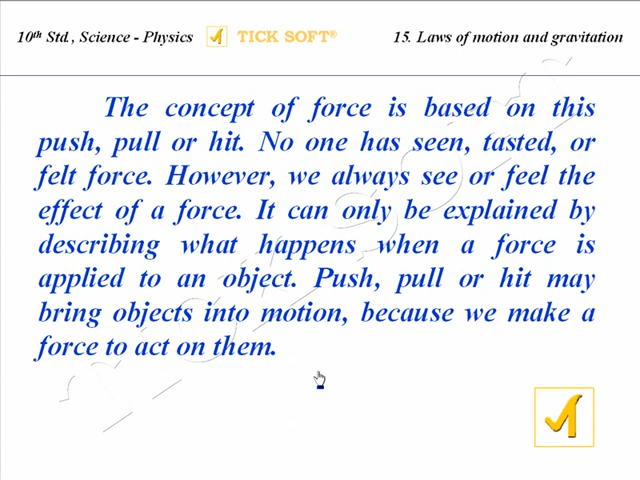 10th Std., Science - Physics TICK SOFT® 15. Laws of motion and gravitation
The concept of force is based on this
push, pull or hit. No one has seen, tasted, or
felt force. However, we always see or feel the
effect of a force. It can only be explained by
describing what happens when a force is
applied to an object. Push, pull or hit may
bring objects into motion, because we make a
force to act on them.